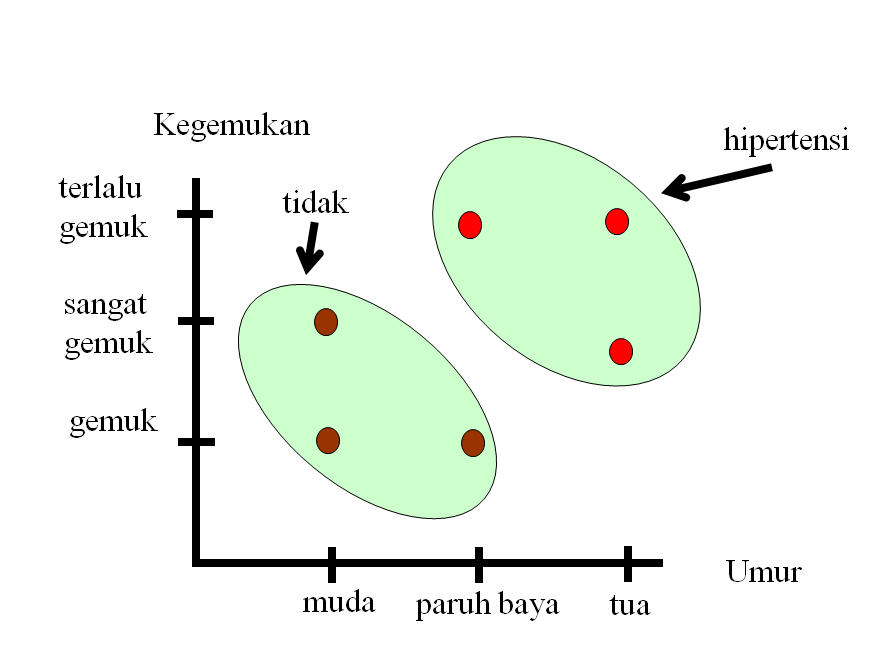 Kegemukan
hipertensi
terlalu
gemuk
tidak
sangat
gemuk
gemuk
Umur
muda
paruh baya
tua